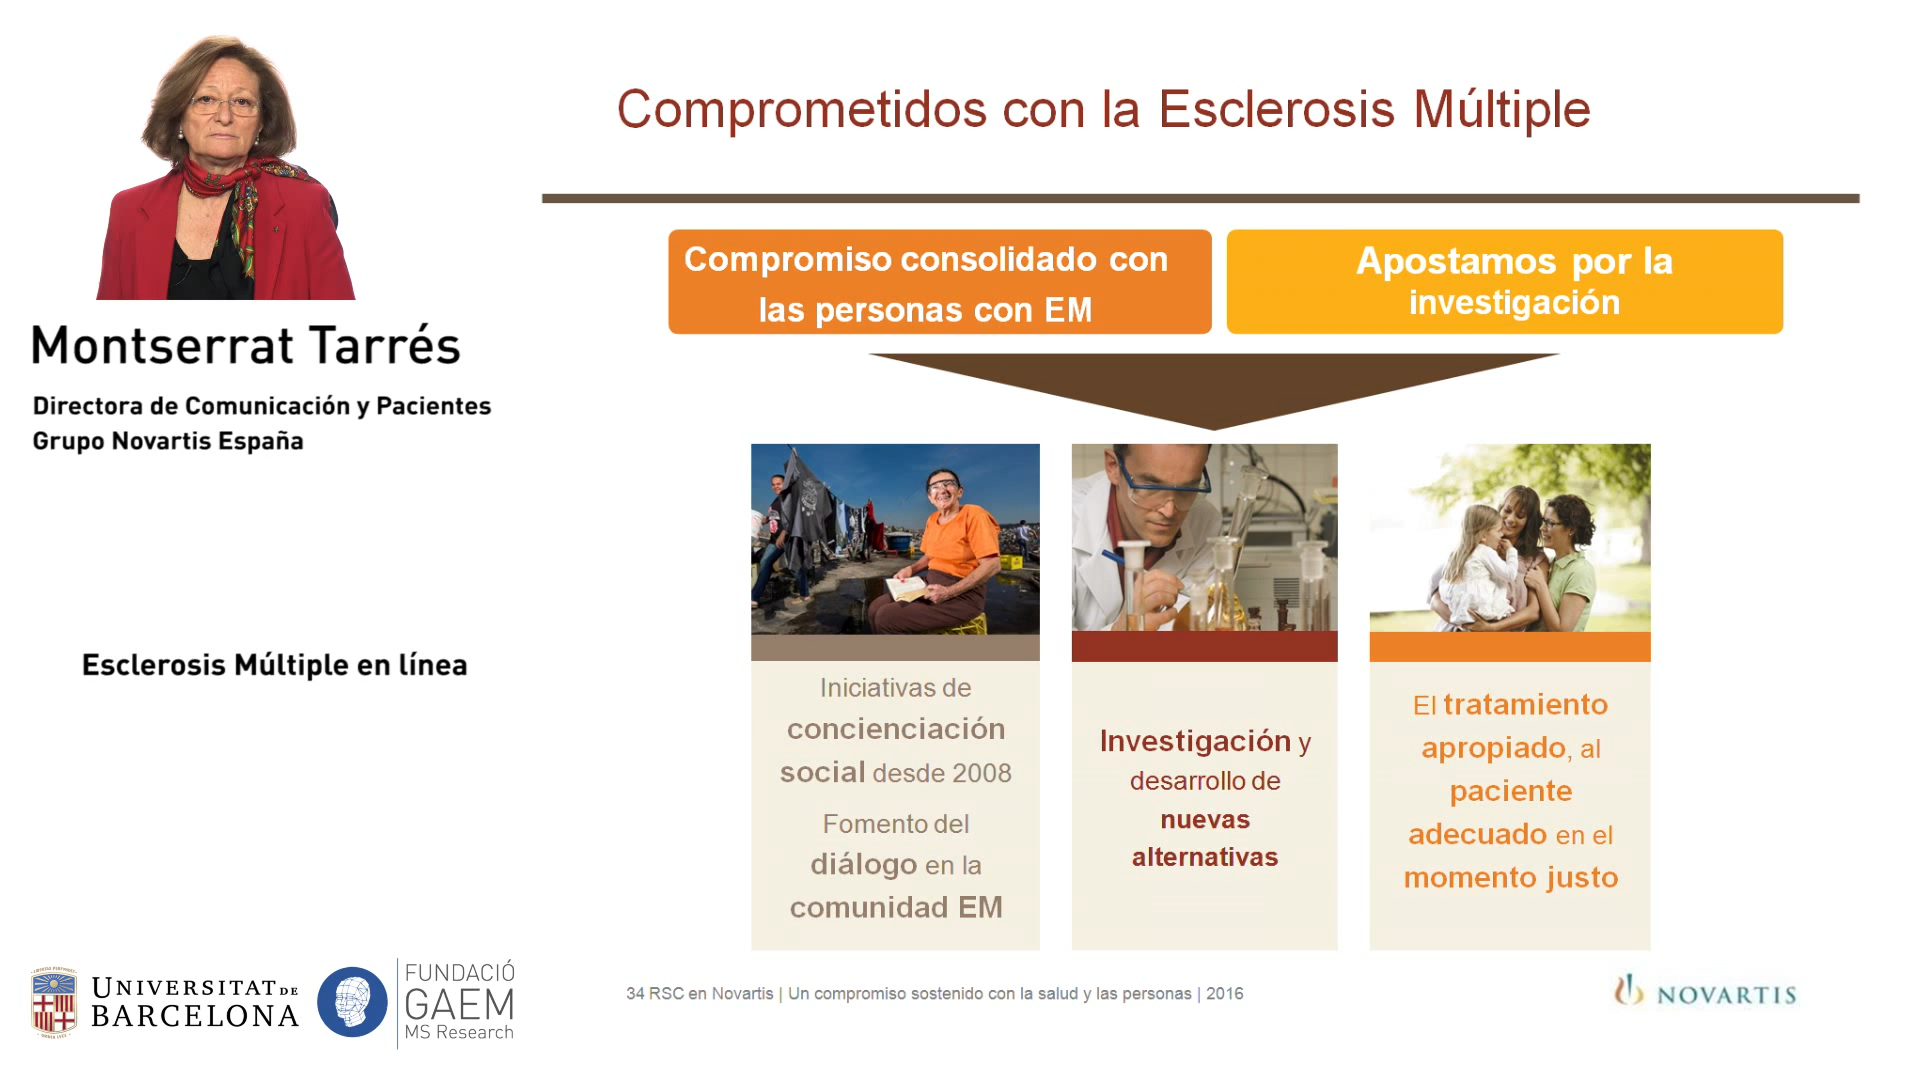 Montserrat Tarrés
Directora de Comunicación y Pacientes
Grupo Novartis España
Esclerosis Múltiple en línea
UNIVERSITAT DE
BARCELONA
FUNDACIÓ
GAEM
MS Research
Comprometidos con la Esclerosis Múltiple
Compromiso consolidado con
las personas con EM
Apostamos por la
investigación
Iniciativas de
concienciación
social desde 2008
Fomento del
diálogo en la
comunidad EM
Investigación y
desarrollo de
nuevas
alternativas
El tratamiento
apropiado, al
paciente
adecuado en el
momento justo
34 RSC en Novartis | Un compromiso sostenido con la salud y las personas | 2016
NOVARTIS